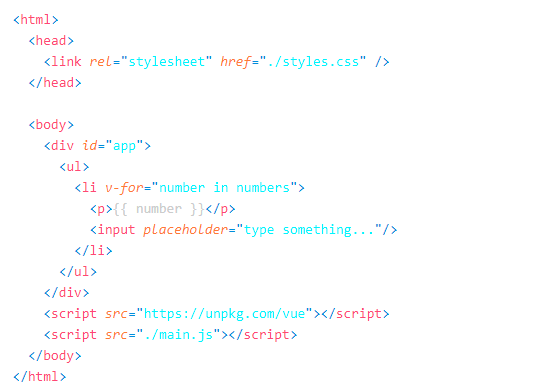 <html>
  <head>
    <link rel="stylesheet" href="./styles.css" />
  </head>

  <body>
    <div id="app">
      <ul>
        <li v-for="number in numbers">
          <p>{{ number }}</p>
          <input placeholder="type something..."/>
        </li>
      </ul>
    </div>
    <script src="https://unpkg.com/vue"></script>
    <script src="./main.js"></script>
  </body>
</html>